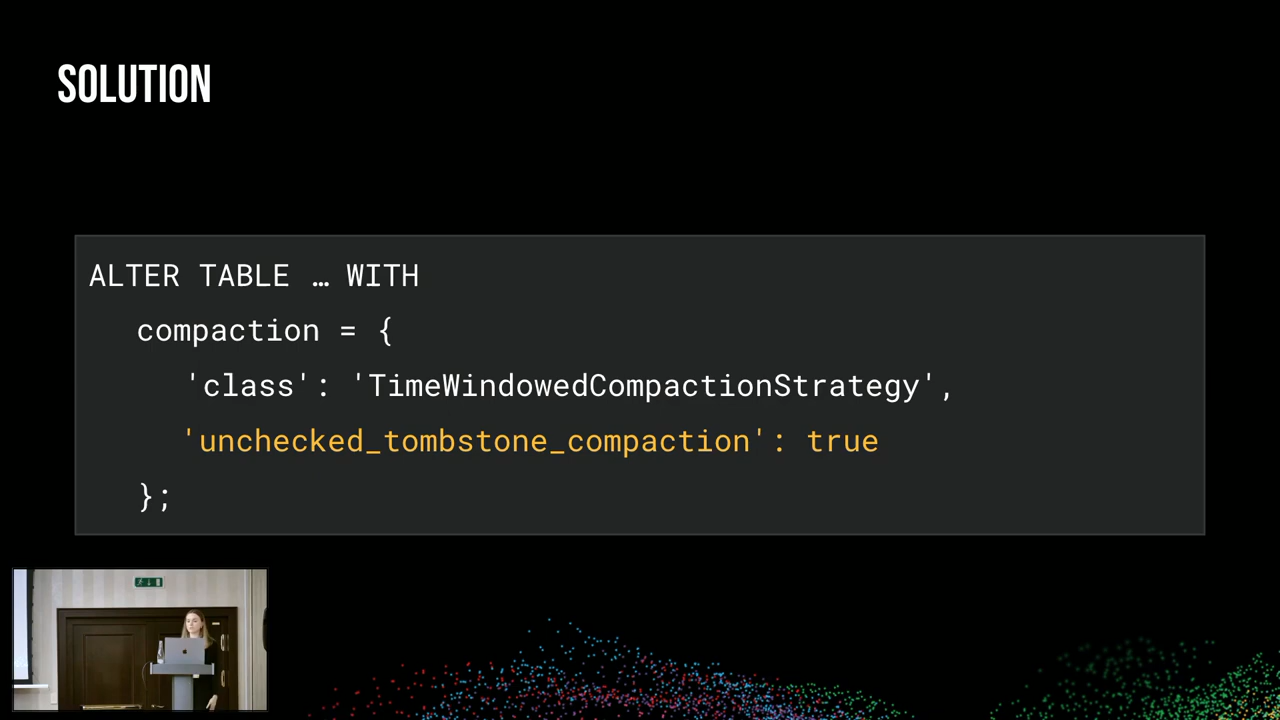 SOLUTION
ALTER TABLE … WITH
compaction = {
'class': 'TimeWindowedCompactionStrategy',
'unchecked_tombstone_compaction': true
};